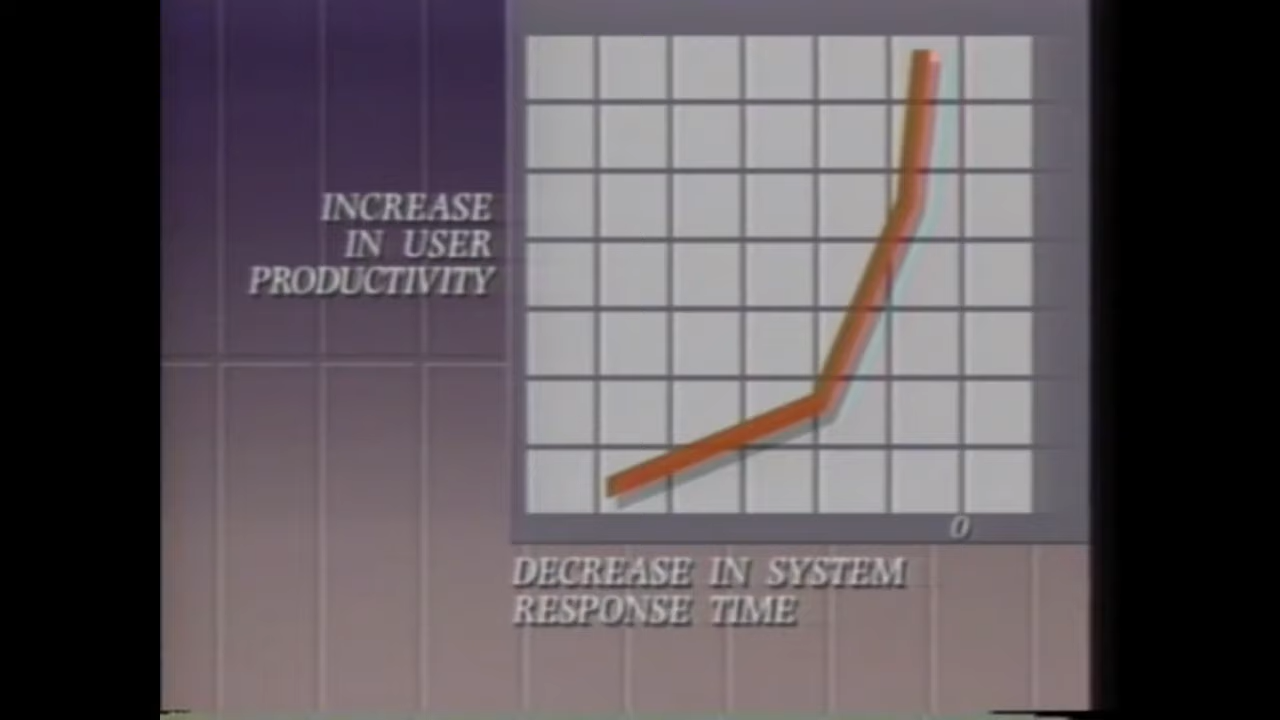 INCREASE
IN USER
PRODUCTIVITY
0
DECREASE IN SYSTEM
RESPONSE TIME